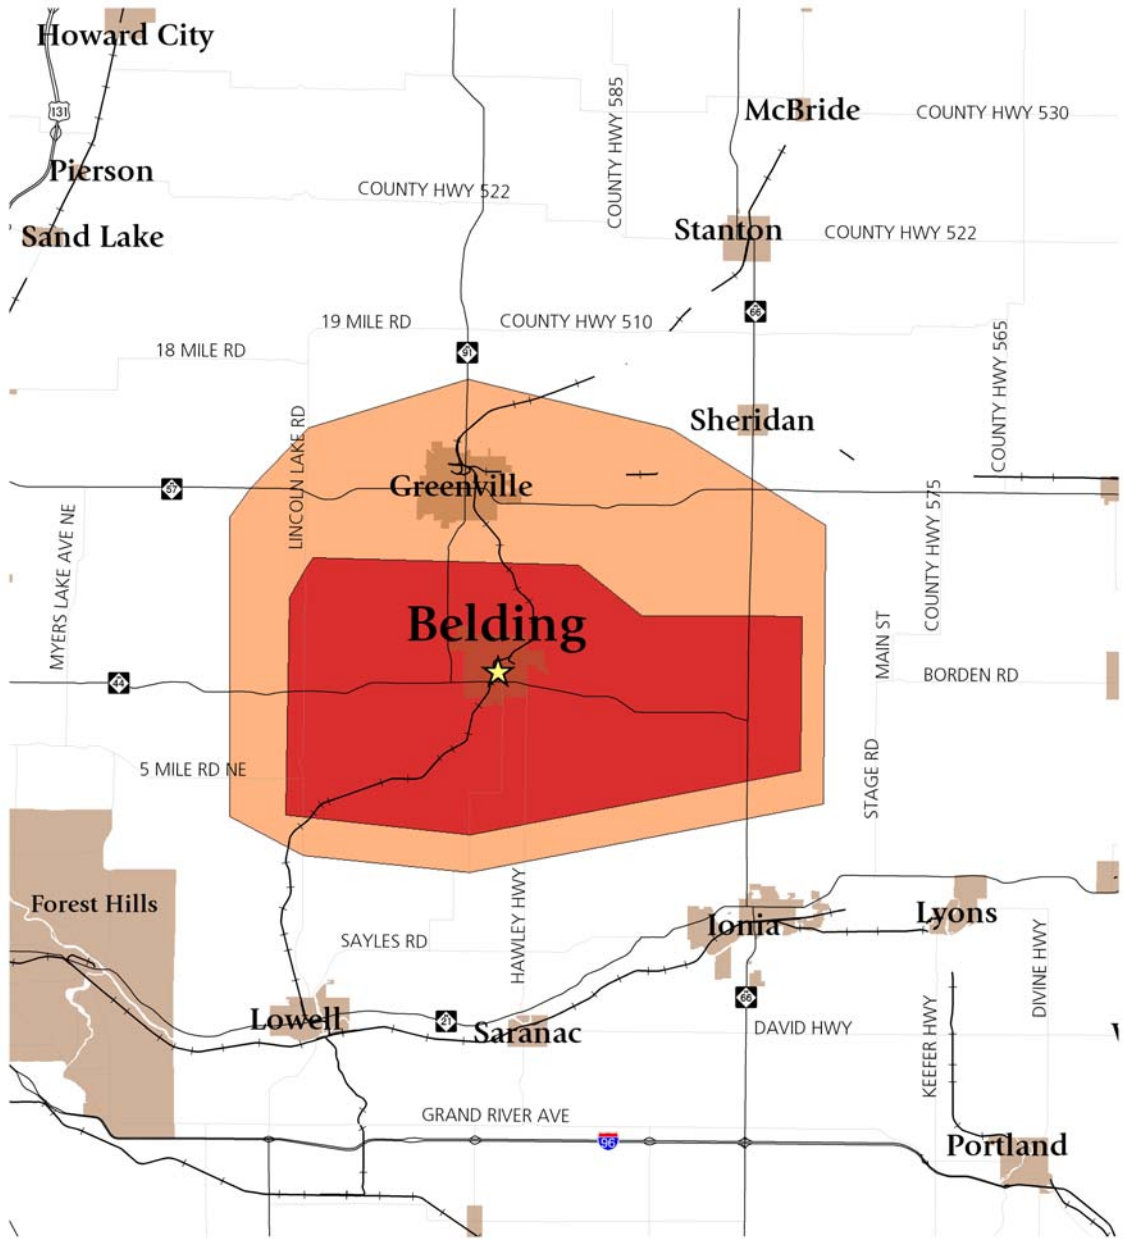 Howard City
131
COUNTY HWY 585
McBride
COUNTY HWY 530
Pierson
COUNTY HWY 522
Stanton
COUNTY HWY 522
Sand Lake
66
19 MILE RD
COUNTY HWY 510
18 MILE RD
91
COUNTY HWY 565
LINCOLN LAKE RD
Sheridan
57
Greenville
COUNTY HWY 575
MYERS LAKE AVE NE
Belding
MAIN ST
44
BORDEN RD
5 MILE RD NE
STAGE RD
Forest Hills
HAWLEY HWY
Ionia
Lyons
SAYLES RD
DIVINE HWY
66
Lowell
21
Saranac
DAVID HWY
KEEFER HWY
GRAND RIVER AVE
96
Portland